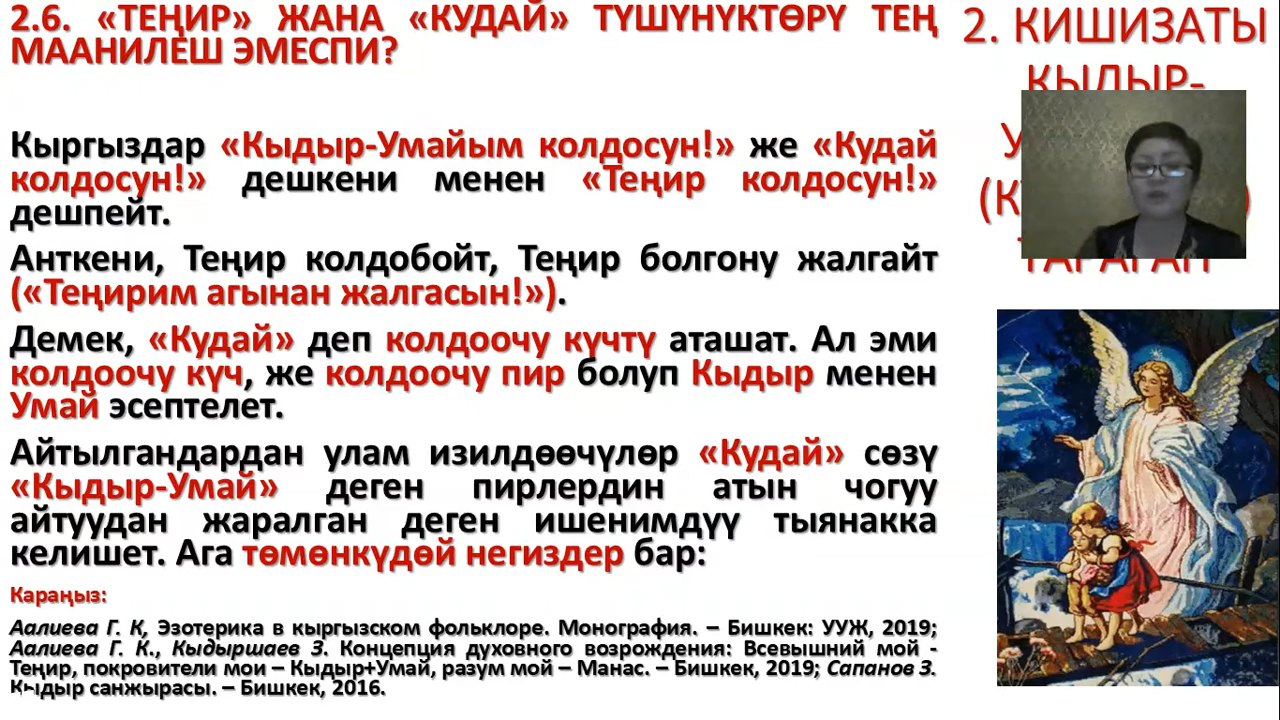 2.6. «ТЕҢИР» ЖАНА «КУДАЙ» ТҮШҮНҮКТӨРҮ ТЕҢ
МААНИЛЕШ ЭМЕСПИ?
Кыргыздар «Кыдыр-Умайым колдосун!» же «Кудай
колдосун!» дешкени менен «Теңир колдосун!»
дешпейт.
Анткени, Теңир колдобойт, Теңир болгону жалгайт
(«Теңирим агынан жалгасын!»).
Демек, «Кудай» деп колдоочу күчтү аташат. Ал эми
колдоочу күч, же колдоочу пир болуп Кыдыр менен
Умай эсептелет.
Айтылгандардан улам изилдөөчүлөр «Кудай» сөзү
«Кыдыр-Умай» деген пирлердин атын чогуу
айтуудан жаралган деген ишенимдүү тыянакка
келишет. Ага төмөнкүдөй негиздер бар:
Караңыз:
Аалиева Г. К, Эзотерика в кыргызском фольклоре. Монография. – Бишкек: УУЖ, 2019;
Аалиева Г. К., Кыдыршаев З. Концепция духовного возрождения: Всевышний мой -
Теңир, покровители мои – Кыдыр+Умай, разум мой – Манас. – Бишкек, 2019; Сапанов З.
Кыдыр санжырасы. – Бишкек, 2016.
2. КИШИЗАТЫ
КЫДЫР-
ТАРАГАН